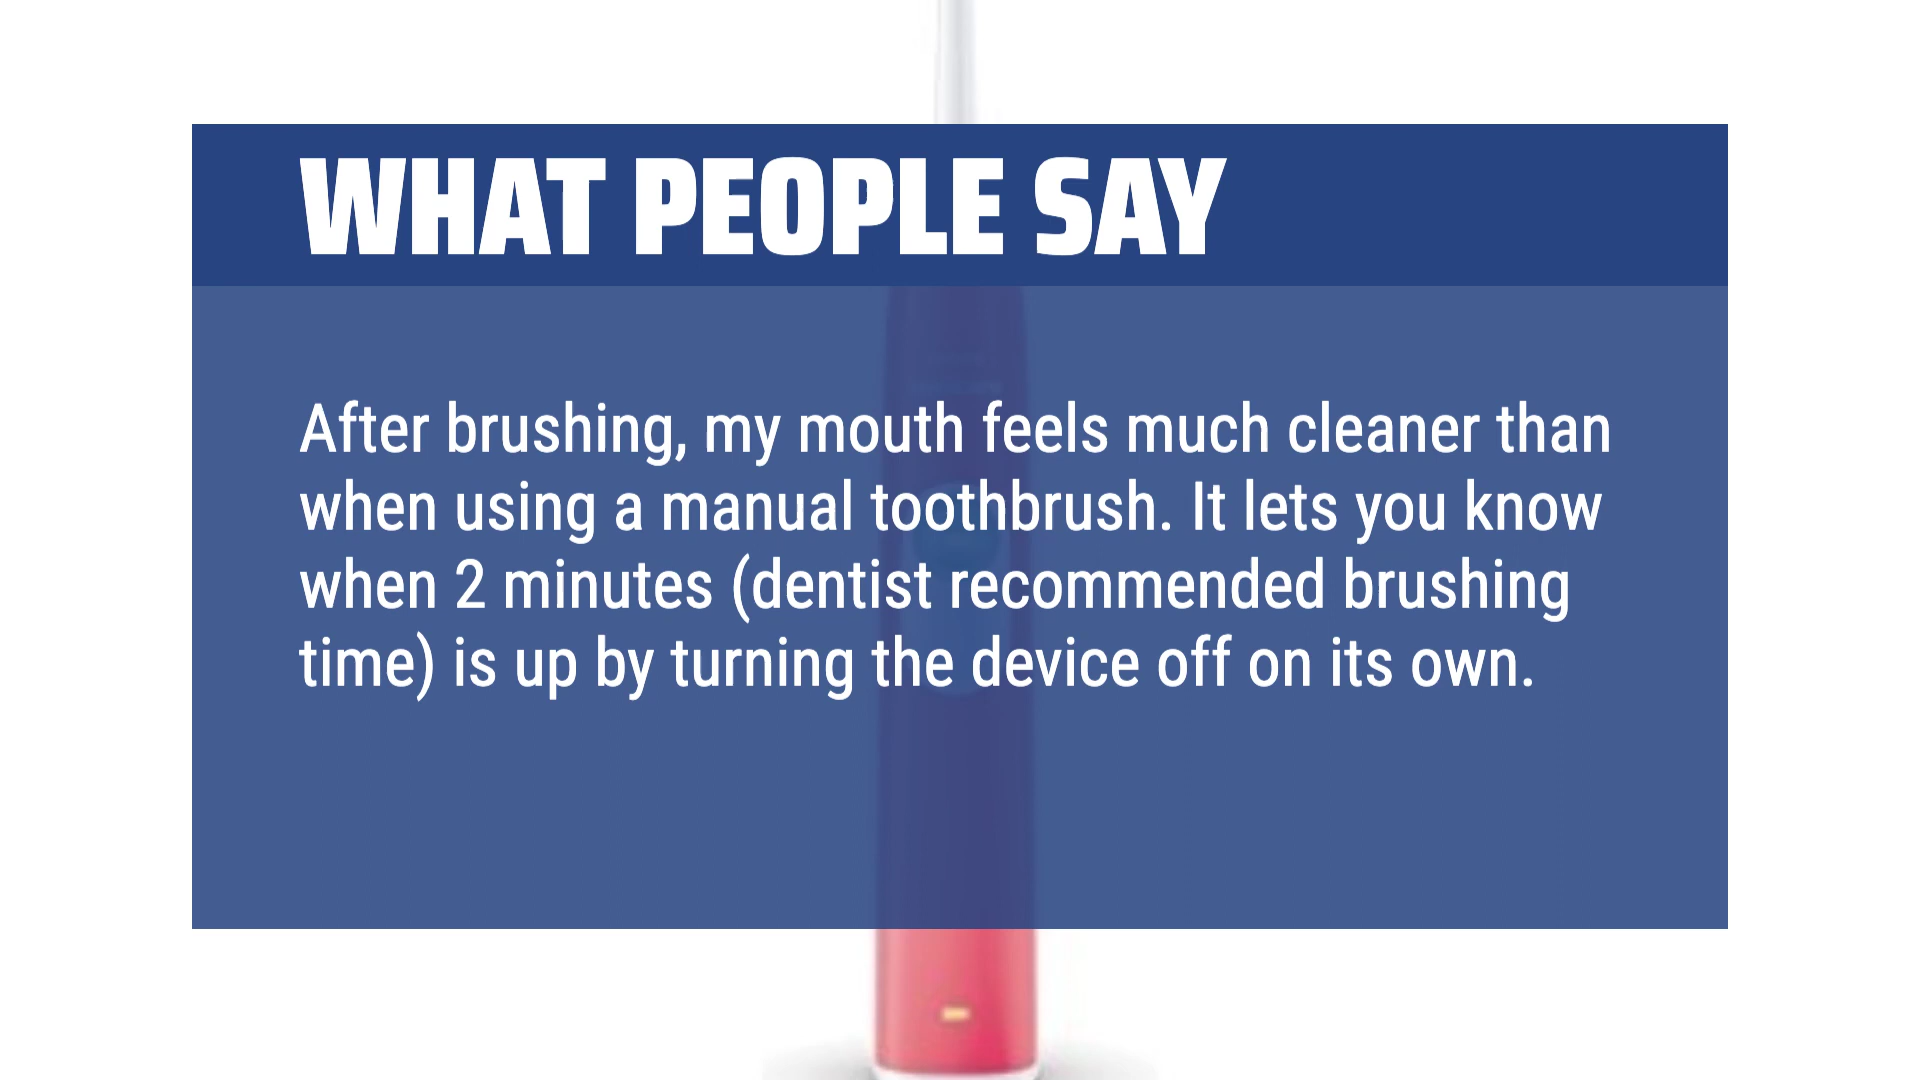 WHAT PEOPLE SAY
After brushing, my mouth feels much cleaner than
when using a manual toothbrush. It lets you know
when 2 minutes (dentist recommended brushing
time) is up by turning the device off on its own.